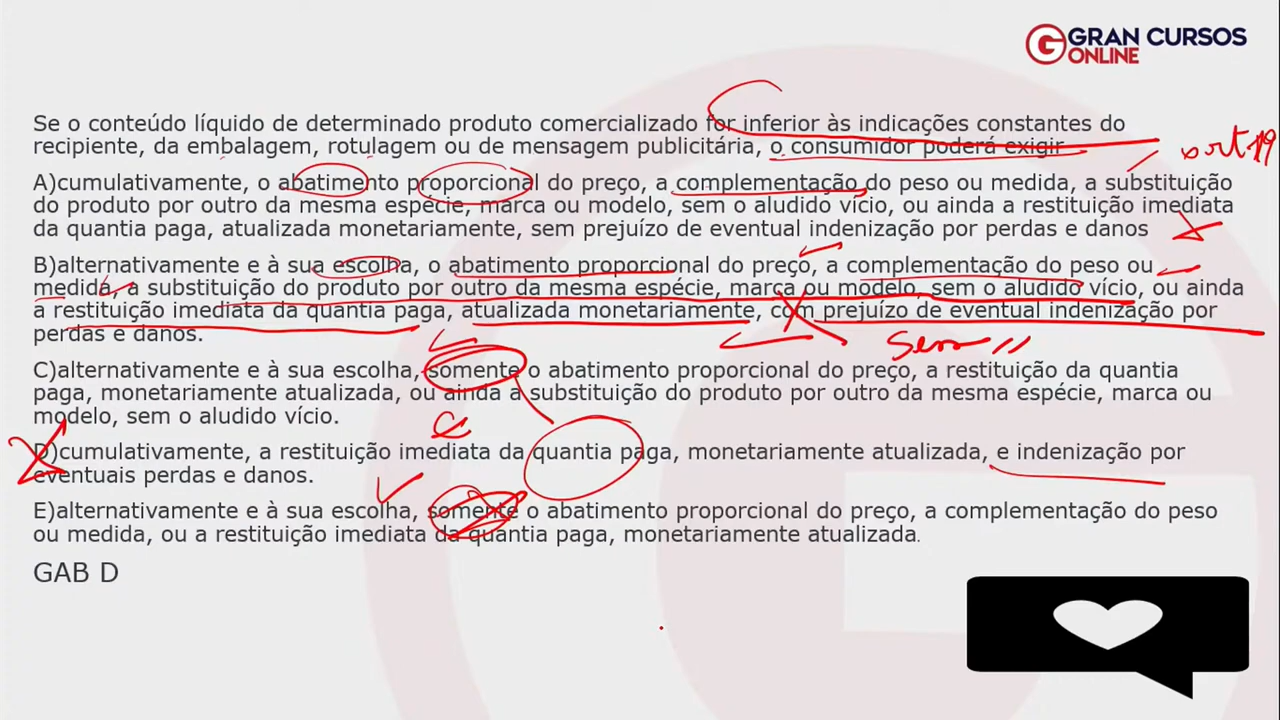 GRAN CURSOS
ONLINE
Se o conteúdo líquido de determinado produto comercializado for inferior às indicações constantes do
recipiente, da embalagem, rotulagem ou de mensagem publicitária, o consumidor poderá exigir
art 19
A)cumulativamente, o abatimento proporcional do preço, a complementação do peso ou medida, a substituição
do produto por outro da mesma espécie, marca ou modelo, sem o aludido vício, ou ainda a restituição imediata
da quantia paga, atualizada monetariamente, sem prejuízo de eventual indenização por perdas e danos
B)alternativamente e à sua escolha, o abatimento proporcional do preço, a complementação do peso ou
medida, a substituição do produto por outro da mesma espécie, marca ou modelo, sem o aludido vício, ou ainda
a restituição imediata da quantia paga, atualizada monetariamente, com prejuízo de eventual indenização por
perdas e danos.
Sem
C)alternativamente e à sua escolha, somente o abatimento proporcional do preço, a restituição da quantia
paga, monetariamente atualizada, ou ainda a substituição do produto por outro da mesma espécie, marca ou
modelo, sem o aludido vício.
D)cumulativamente, a restituição imediata da quantia paga, monetariamente atualizada, e indenização por
eventuais perdas e danos.
E)alternativamente e à sua escolha, somente o abatimento proporcional do preço, a complementação do peso
ou medida, ou a restituição imediata da quantia paga, monetariamente atualizada.
GAB D